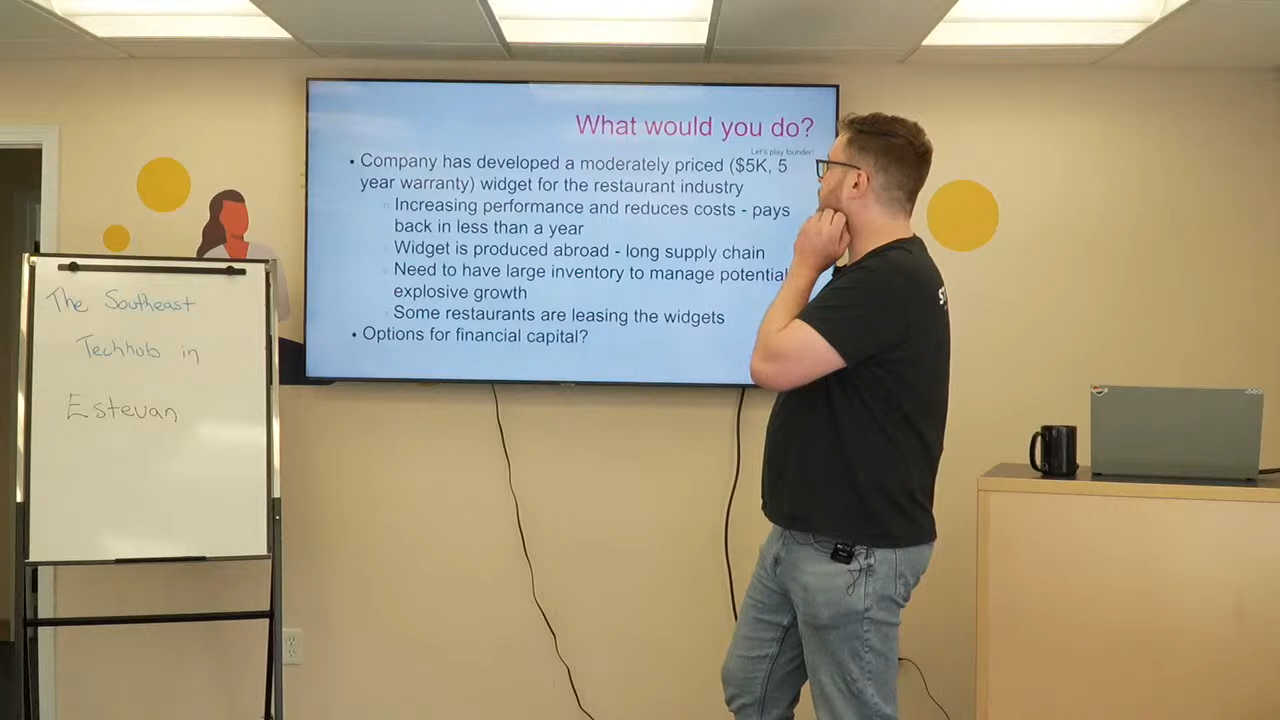 The Southeast
Techhub in
Estevan
What would you do?
Let's play founder!
• Company has developed a moderately priced ($5K, 5
year warranty) widget for the restaurant industry
○ Increasing performance and reduces costs - pays
back in less than a year
○ Widget is produced abroad - long supply chain
○ Need to have large inventory to manage potential
explosive growth
○ Some restaurants are leasing the widgets
• Options for financial capital?